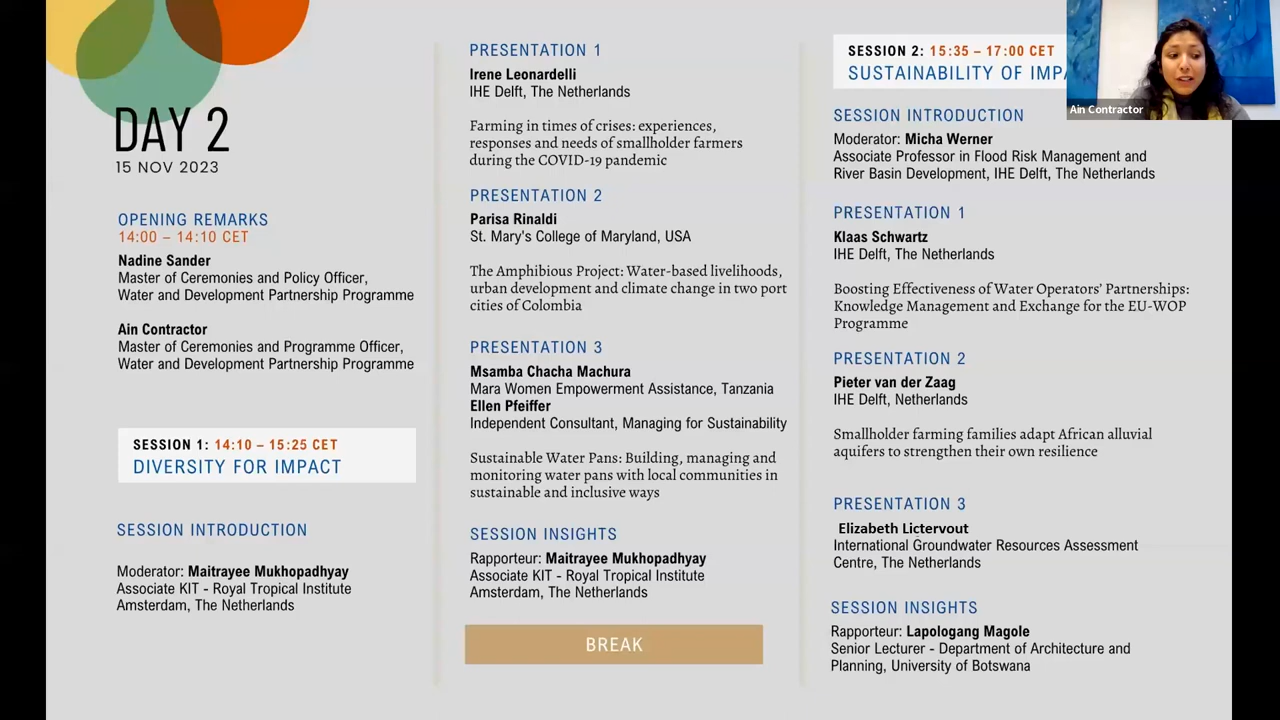 DAY 2
15 NOV 2023
OPENING REMARKS
14:00 – 14:10 CET
Nadine Sander
Master of Ceremonies and Policy Officer,
Water and Development Partnership Programme
Ain Contractor
Master of Ceremonies and Programme Officer,
Water and Development Partnership Programme
SESSION 1: 14:10 – 15:25 CET
DIVERSITY FOR IMPACT
SESSION INTRODUCTION
Moderator: Maitrayee Mukhopadhyay
Associate KIT - Royal Tropical Institute
Amsterdam, The Netherlands
PRESENTATION 1
Irene Leonardelli
IHE Delft, The Netherlands
Farming in times of crises: experiences,
responses and needs of smallholder farmers
during the COVID-19 pandemic
PRESENTATION 2
Parisa Rinaldi
St. Mary's College of Maryland, USA
The Amphibious Project: Water-based livelihoods,
urban development and climate change in two port
cities of Colombia
PRESENTATION 3
Msamba Chacha Machura
Mara Women Empowerment Assistance, Tanzania
Ellen Pfeiffer
Independent Consultant, Managing for Sustainability
Sustainable Water Pans: Building, managing and
monitoring water pans with local communities in
sustainable and inclusive ways
SESSION INSIGHTS
Rapporteur: Maitrayee Mukhopadhyay
Associate KIT - Royal Tropical Institute
Amsterdam, The Netherlands
BREAK
SESSION 2: 15:35 – 17:00 CET
SUSTAINABILITY OF IMPA
Ain Contractor
SESSION INTRODUCTION
Moderator: Micha Werner
Associate Professor in Flood Risk Management and
River Basin Development, IHE Delft, The Netherlands
PRESENTATION 1
Klaas Schwartz
IHE Delft, The Netherlands
Boosting Effectiveness of Water Operators' Partnerships:
Knowledge Management and Exchange for the EU-WOP
Programme
PRESENTATION 2
Pieter van der Zaag
IHE Delft, Netherlands
Smallholder farming families adapt African alluvial
aquifers to strengthen their own resilience
PRESENTATION 3
Elizabeth Lictervout
International Groundwater Resources Assessment
Centre, The Netherlands
SESSION INSIGHTS
Rapporteur: Lapologang Magole
Senior Lecturer - Department of Architecture and
Planning, University of Botswana